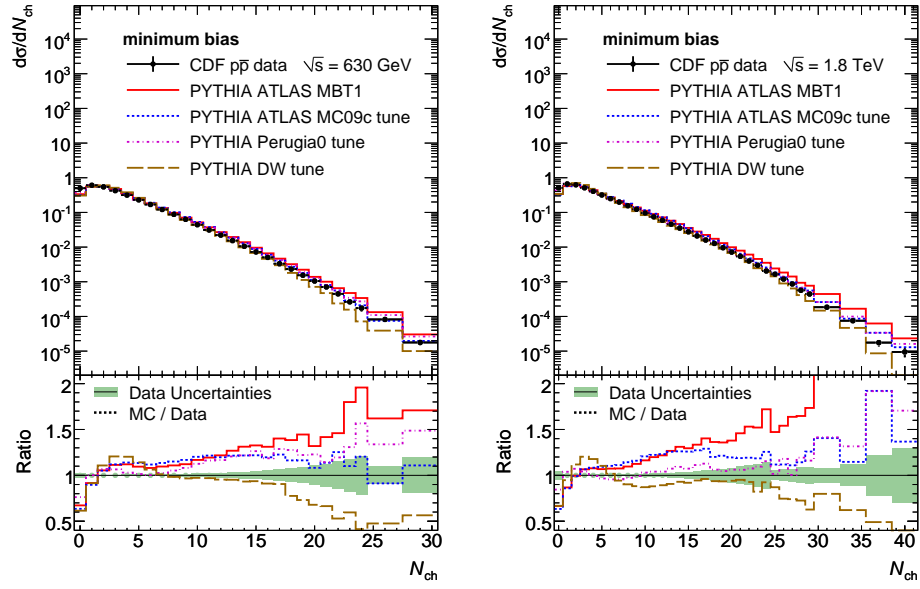 dσ/dN_ch
10^4
10^3
10^2
10
1
10^-1
10^-2
10^-3
10^-4
10^-5
minimum bias
CDF pp̅ data √s = 630 GeV
PYTHIA ATLAS MBT1
PYTHIA ATLAS MC09c tune
PYTHIA Perugia0 tune
PYTHIA DW tune
Ratio
2
1.5
1
0.5
Data Uncertainties
MC / Data
0 5 10 15 20 25 30
N_ch
dσ/dN_ch
10^4
10^3
10^2
10
1
10^-1
10^-2
10^-3
10^-4
10^-5
minimum bias
CDF pp̅ data √s = 1.8 TeV
PYTHIA ATLAS MBT1
PYTHIA ATLAS MC09c tune
PYTHIA Perugia0 tune
PYTHIA DW tune
Ratio
2
1.5
1
0.5
Data Uncertainties
MC / Data
0 5 10 15 20 25 30 35 40
N_ch